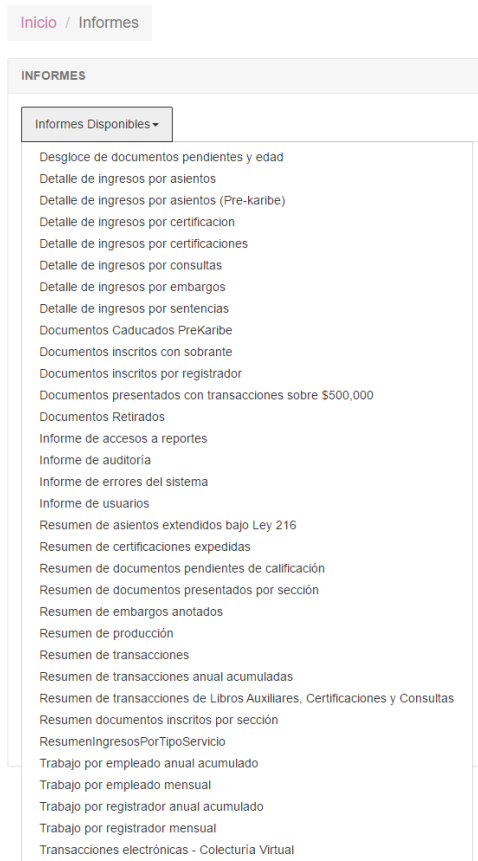 Inicio / Informes
INFORMES
Informes Disponibles
Desgloce de documentos pendientes y edad
Detalle de ingresos por asientos
Detalle de ingresos por asientos (Pre-karibe)
Detalle de ingresos por certificacion
Detalle de ingresos por certificaciones
Detalle de ingresos por consultas
Detalle de ingresos por embargos
Detalle de ingresos por sentencias
Documentos Caducados PreKaribe
Documentos inscritos con sobrante
Documentos inscritos por registrador
Documentos presentados con transacciones sobre $500,000
Documentos Retirados
Informe de accesos a reportes
Informe de auditoría
Informe de errores del sistema
Informe de usuarios
Resumen de asientos extendidos bajo Ley 216
Resumen de certificaciones expedidas
Resumen de documentos pendientes de calificación
Resumen de documentos presentados por sección
Resumen de embargos anotados
Resumen de producción
Resumen de transacciones
Resumen de transacciones anual acumuladas
Resumen de transacciones de Libros Auxiliares, Certificaciones y Consultas
Resumen documentos inscritos por sección
ResumenIngresosPorTipoServicio
Trabajo por empleado anual acumulado
Trabajo por empleado mensual
Trabajo por registrador anual acumulado
Trabajo por registrador mensual
Transacciones electrónicas - Colecturía Virtual